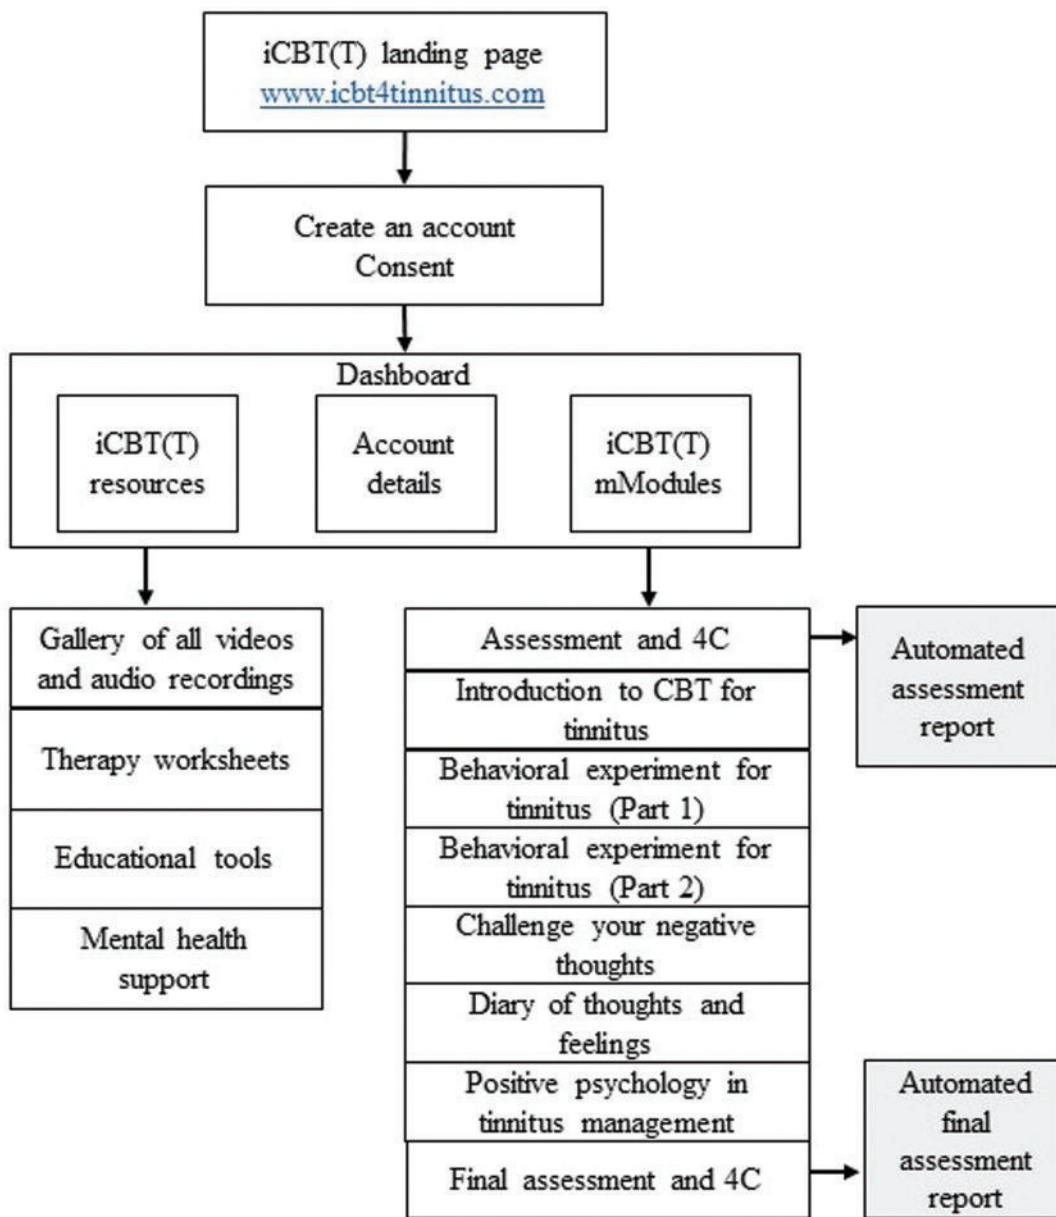 iCBT(T) landing page
www.icbt4tinnitus.com
Create an account
Consent
Dashboard
iCBT(T)
resources
Account
details
iCBT(T)
mModules
Gallery of all videos
and audio recordings
Therapy worksheets
Educational tools
Mental health
support
Assessment and 4C
Introduction to CBT for
tinnitus
Behavioral experiment for
tinnitus (Part 1)
Behavioral experiment for
tinnitus (Part 2)
Challenge your negative
thoughts
Diary of thoughts and
feelings
Positive psychology in
tinnitus management
Final assessment and 4C
Automated
assessment
report
Automated
final
assessment
report